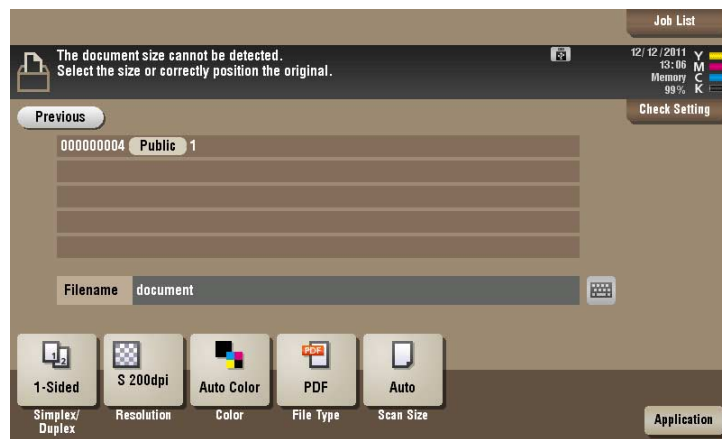 Job List
The document size cannot be detected.
Select the size or correctly position the original.
12/12/2011
13:06
Memory
99%
Y
M
C
K
Check Setting
Previous
000000004 Public 1
Filename document
1 2
PDF
1-Sided S 200dpi Auto Color PDF Auto
Simplex/ Resolution Color File Type Scan Size
Duplex
Application